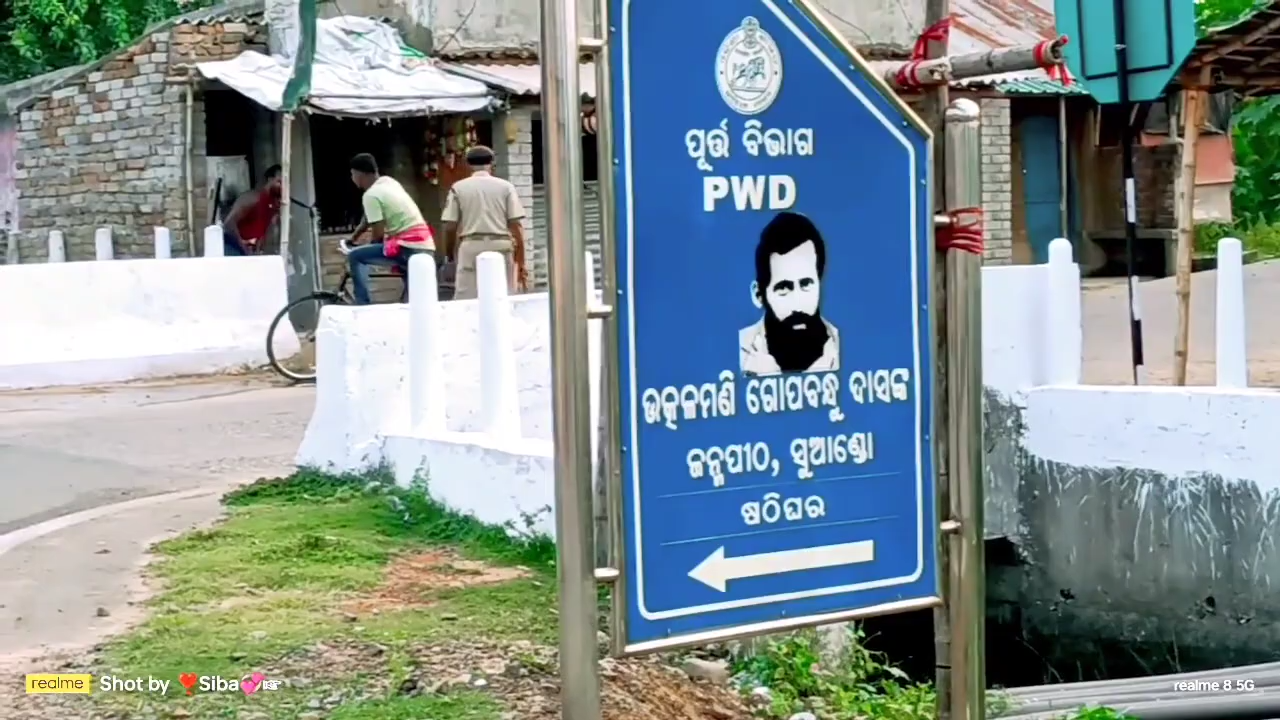 ପୂର୍ତ୍ତ ବିଭାଗ
PWD
ଉତ୍କଳମଣି ଗୋପବନ୍ଧୁ ଦାସଙ୍କ
ଜନ୍ମପୀଠ, ସୁଆଣ୍ଡୋ
ଷଠିଘର
realme Shot by ❤️Siba💞👉
realme 8 5G